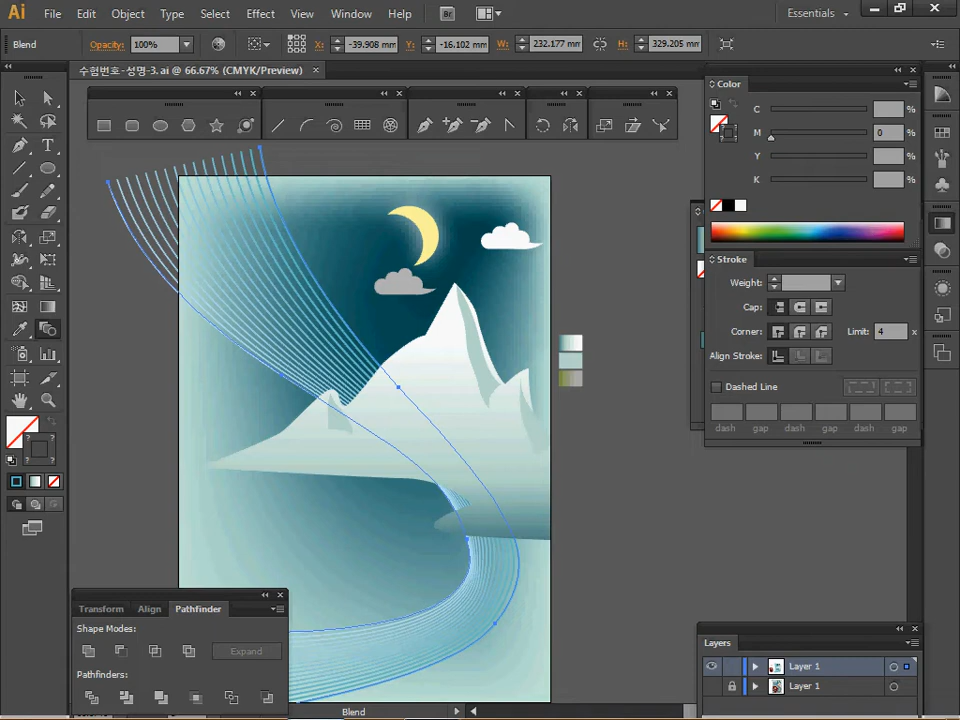 Ai File Edit Object Type Select Effect View Window Help Br Essentials
Blend Opacity: 100% X: -39.908 mm Y: -16.102 mm W: 232.177 mm H: 329.205 mm
수험번호-성명-3. ai @ 66.67% (CMYK/Preview) ×
Color
C %
M 0 %
Y %
K %
Stroke
Weight:
Cap:
Corner: Limit: 4 x
Align Stroke:
Dashed Line
dash gap dash gap dash gap
Transform Align Pathfinder
Shape Modes:
Expand
Pathfinders:
Layers
Layer 1
Layer 1
Blend